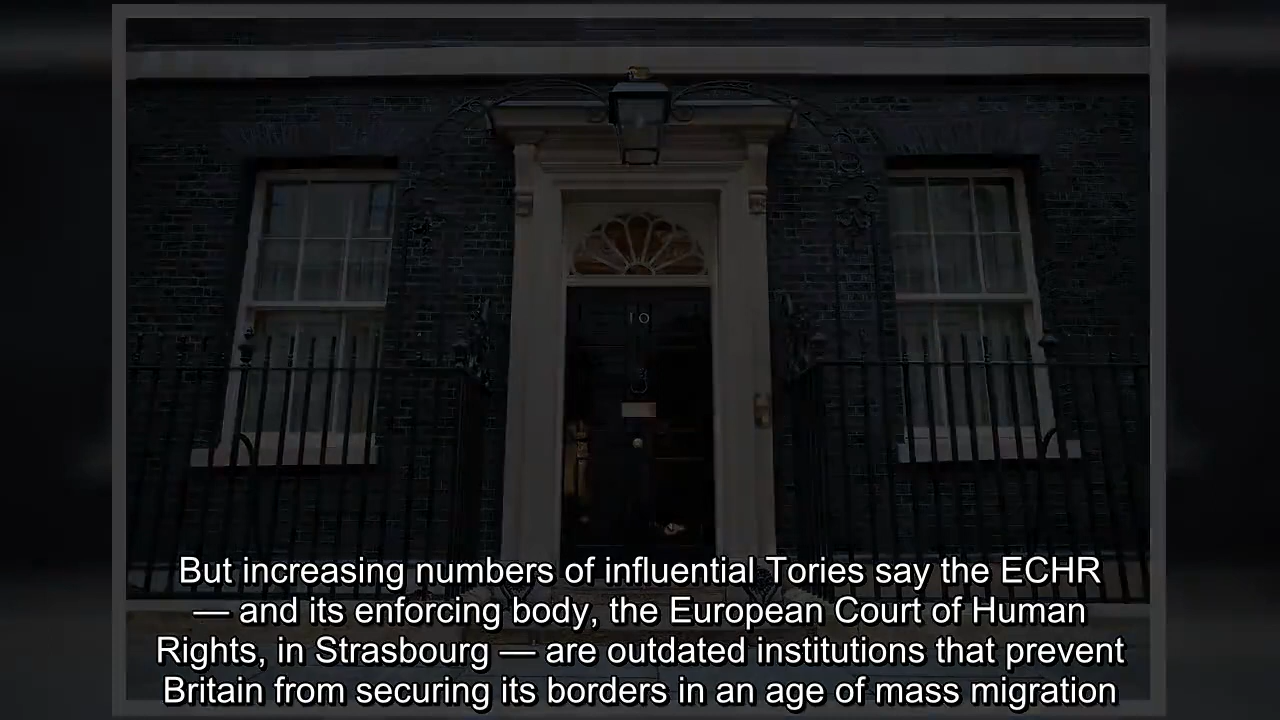 10
But increasing numbers of influential Tories say the ECHR
— and its enforcing body, the European Court of Human
Rights, in Strasbourg — are outdated institutions that prevent
Britain from securing its borders in an age of mass migration